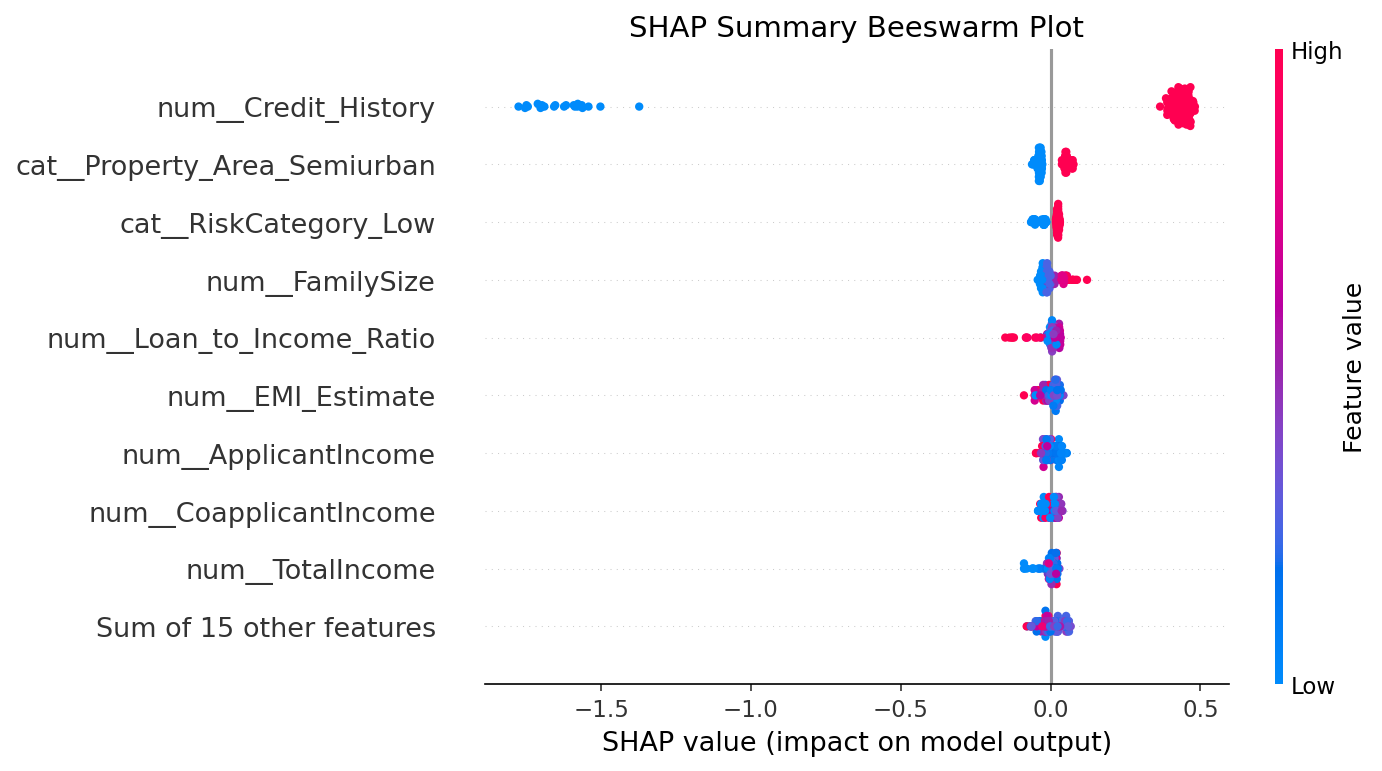 SHAP Summary Beeswarm Plot
High
num__Credit_History
cat__Property_Area_Semiurban
cat__RiskCategory_Low
num__FamilySize
num__Loan_to_Income_Ratio
num__EMI_Estimate
num__ApplicantIncome
num__CoapplicantIncome
num__TotalIncome
Sum of 15 other features
Feature value
Low
−1.5 −1.0 −0.5 0.0 0.5
SHAP value (impact on model output)